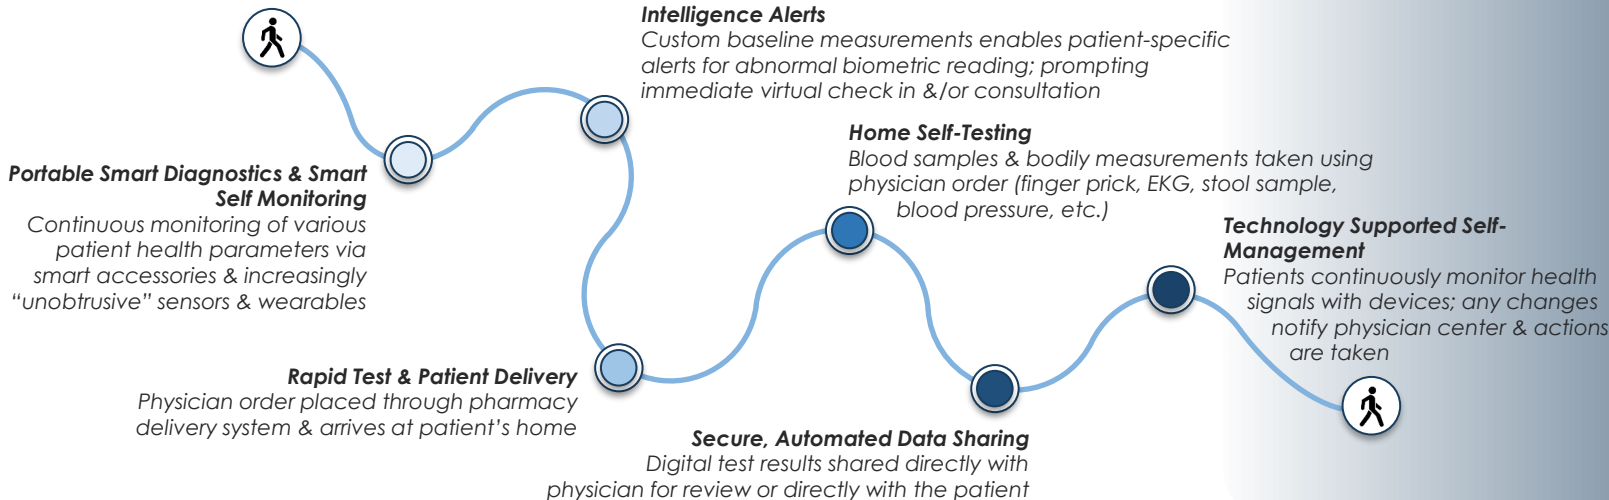 Intelligence Alerts
Custom baseline measurements enables patient-specific
alerts for abnormal biometric reading; prompting
immediate virtual check in &/or consultation
Home Self-Testing
Blood samples & bodily measurements taken using
physician order (finger prick, EKG, stool sample,
blood pressure, etc.)
Portable Smart Diagnostics & Smart
Self Monitoring
Continuous monitoring of various
patient health parameters via
smart accessories & increasingly
“unobtrusive” sensors & wearables
Technology Supported Self-
Management
Patients continuously monitor health
signals with devices; any changes
notify physician center & actions
are taken
Rapid Test & Patient Delivery
Physician order placed through pharmacy
delivery system & arrives at patient’s home
Secure, Automated Data Sharing
Digital test results shared directly with
physician for review or directly with the patient